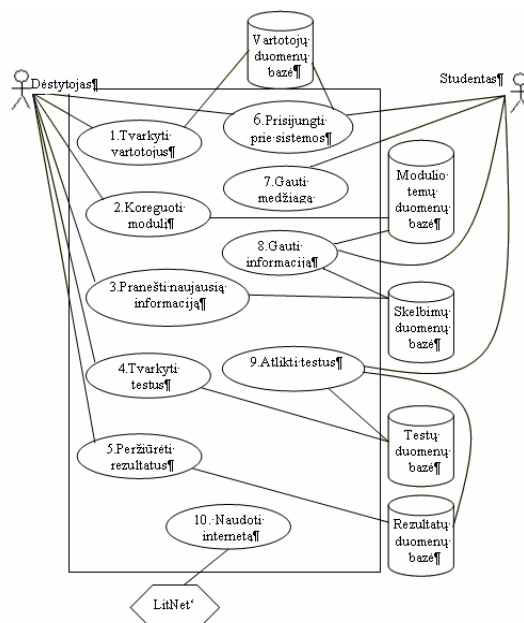 Vartotojų·
duomenų·
bazė¶
Dėstytojas¶
Studentas¶
1.Tvarkyti·
vartotojus¶
6.Prisijungti·
prie·sistemos¶
7.Gauti·
medžiagą¶
Modulio·
temų·
duomenų·
bazė¶
2.Koreguoti·
modulį¶
8.Gauti·
informaciją¶
3.Pranešti·naujausią·
informaciją¶
Skelbimų·
duomenų·
bazė¶
4.Tvarkyti·
testus¶
9.Atlikti·testus¶
Testų·
duomenų·
bazė¶
5.Peržiūrėti·
rezultatus¶
Rezultatų·
duomenų·
bazė¶
10.·Naudoti·
internetą¶
LitNet‘